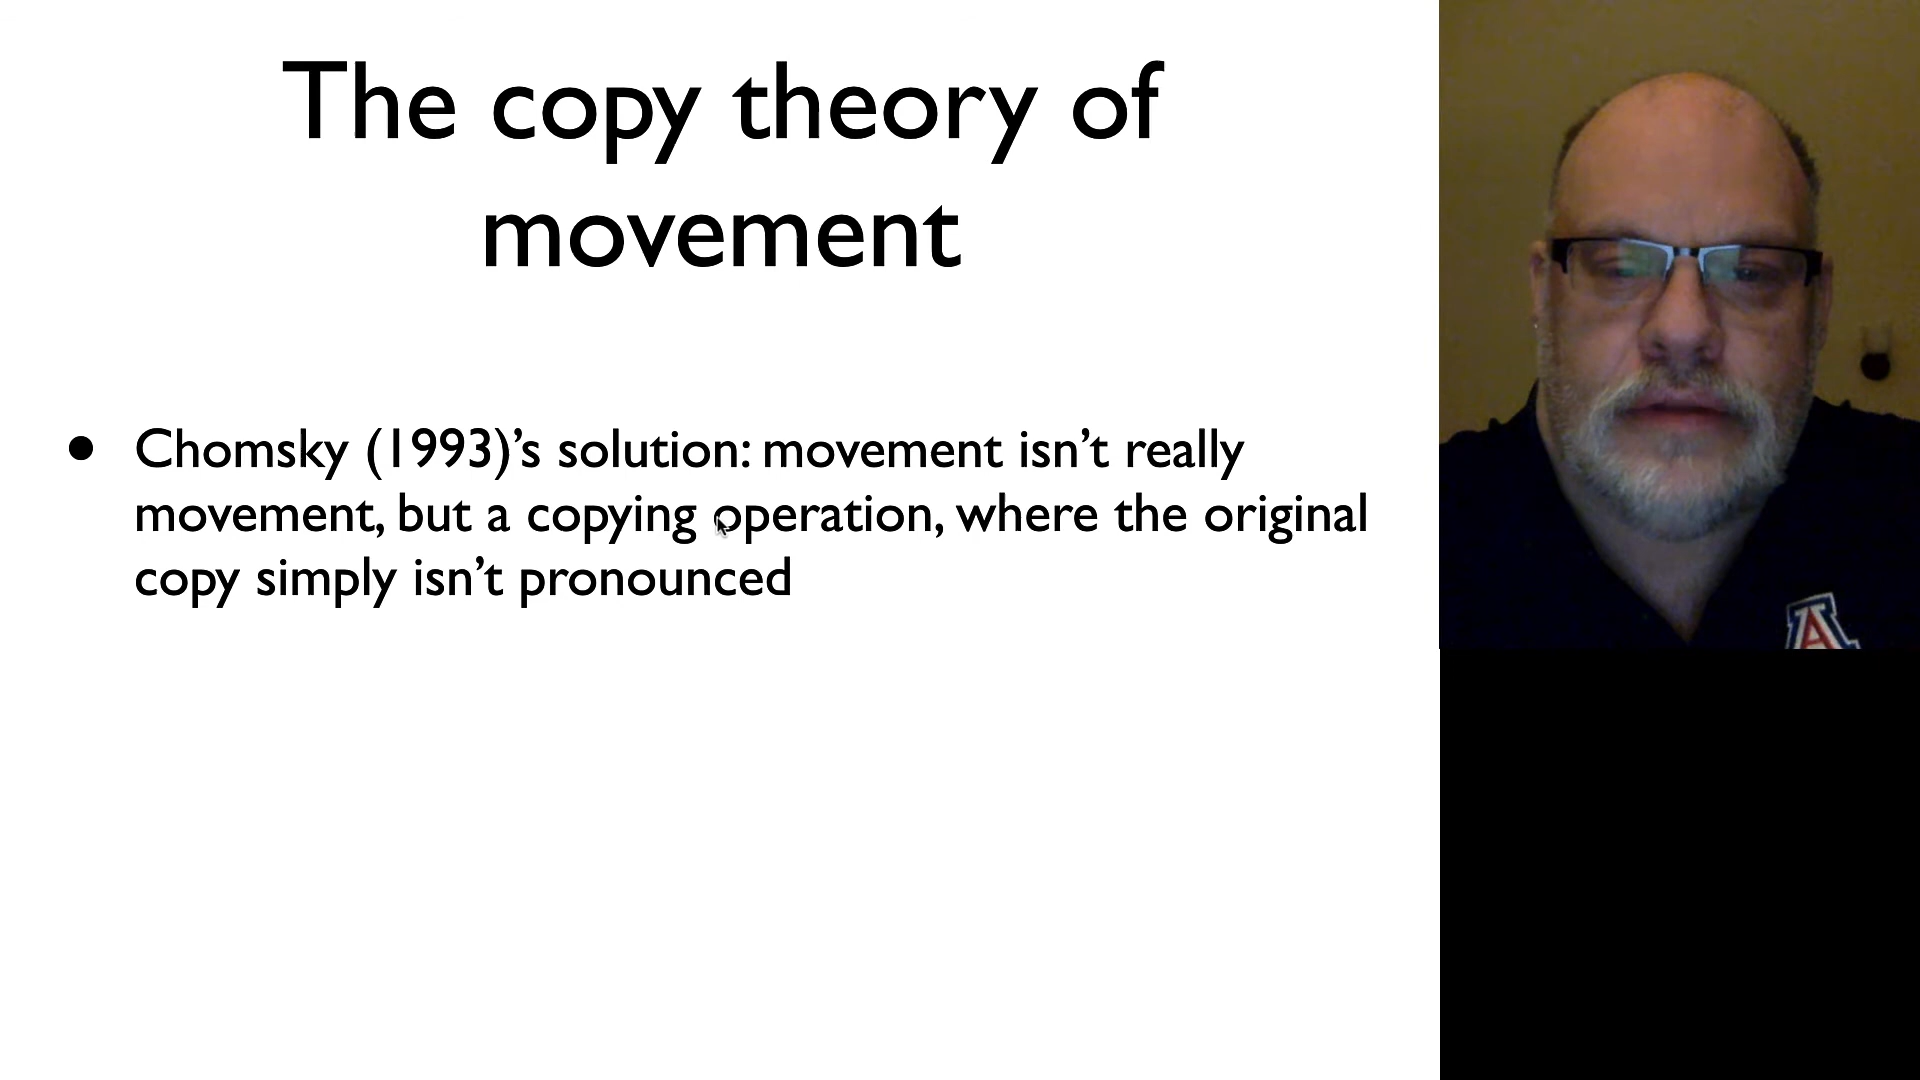 The copy theory of
movement
• Chomsky (1993)’s solution: movement isn’t really
movement, but a copying operation, where the original
copy simply isn’t pronounced
A